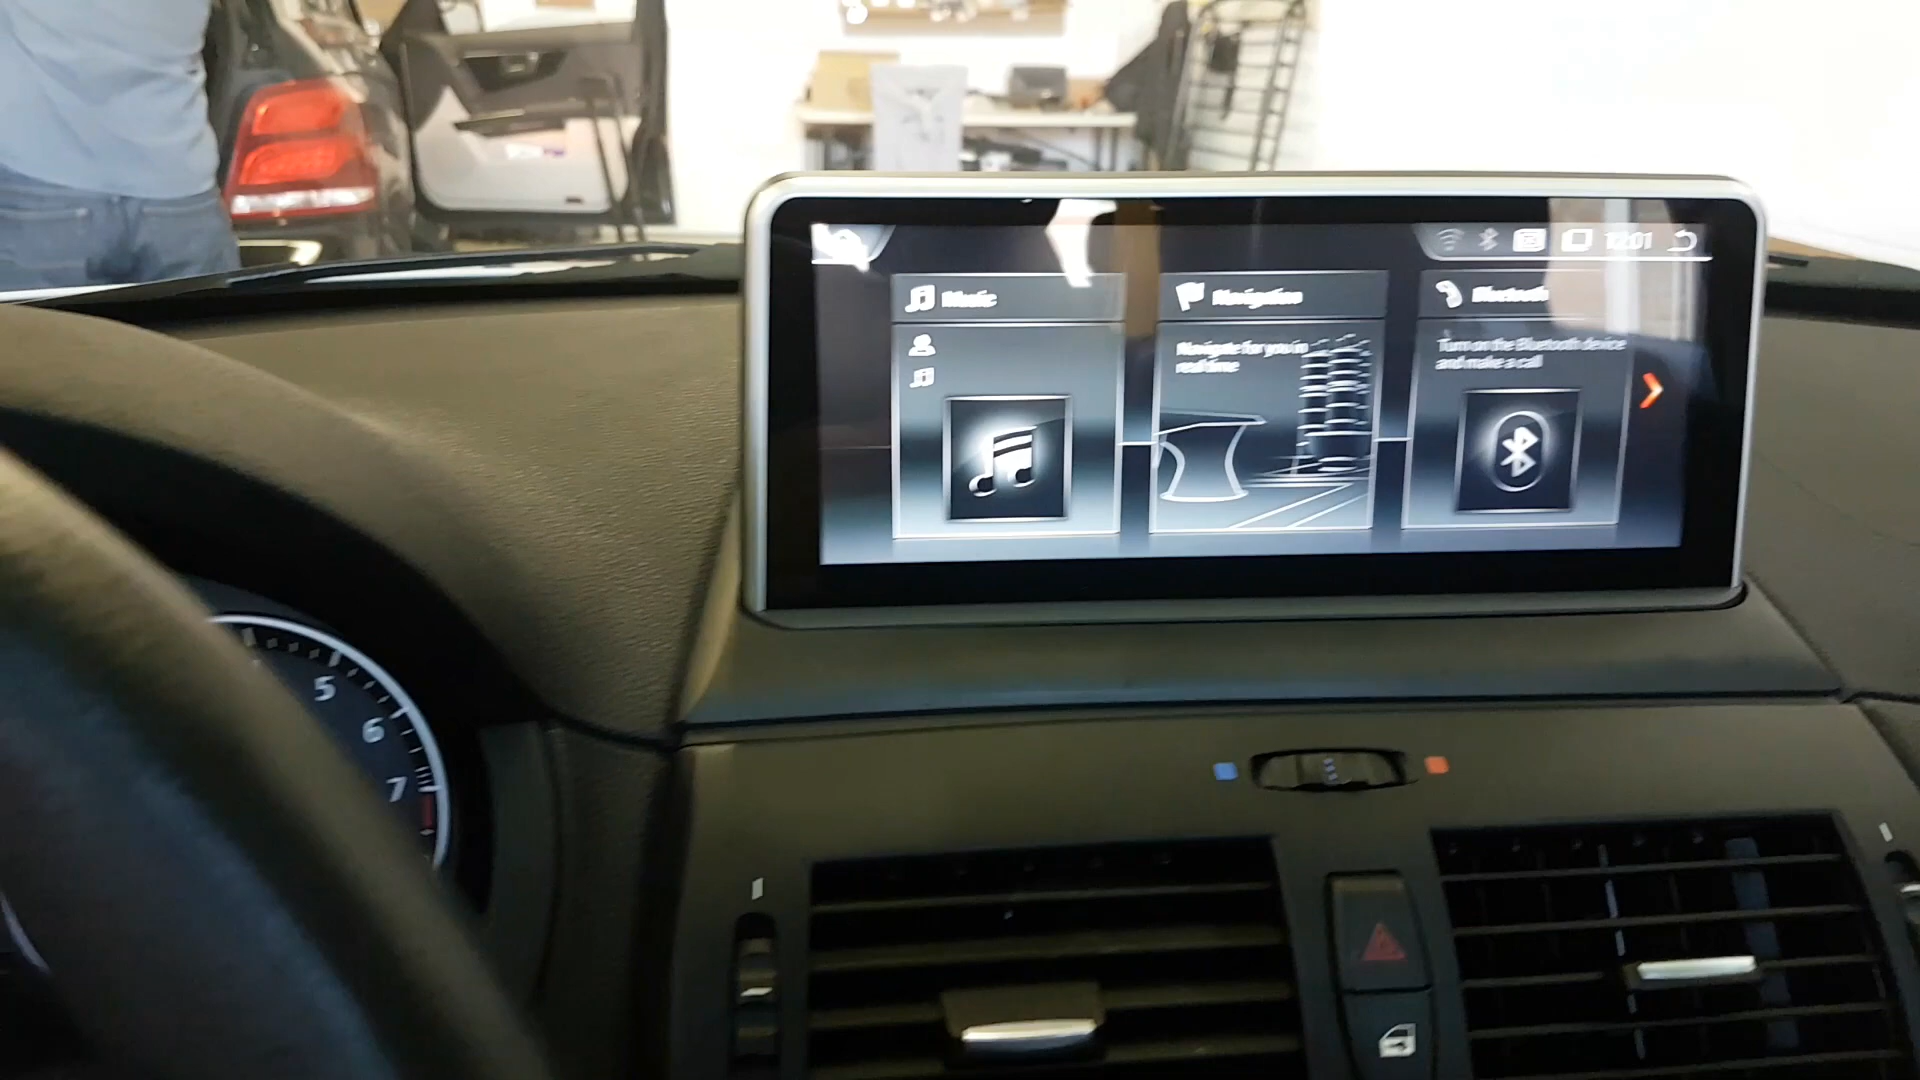 12:01
Music
Navigation
Bluetooth
Navigate for you in
real time
Turn on the Bluetooth device
and make a call
5
6
7